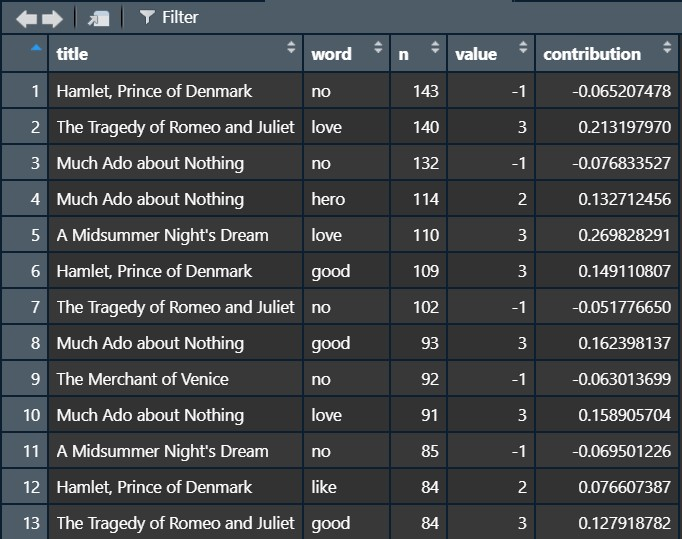 Filter
title word n value contribution
1 Hamlet, Prince of Denmark no 143 -1 -0.065207478
2 The Tragedy of Romeo and Juliet love 140 3 0.213197970
3 Much Ado about Nothing no 132 -1 -0.076833527
4 Much Ado about Nothing hero 114 2 0.132712456
5 A Midsummer Night's Dream love 110 3 0.269828291
6 Hamlet, Prince of Denmark good 109 3 0.149110807
7 The Tragedy of Romeo and Juliet no 102 -1 -0.051776650
8 Much Ado about Nothing good 93 3 0.162398137
9 The Merchant of Venice no 92 -1 -0.063013699
10 Much Ado about Nothing love 91 3 0.158905704
11 A Midsummer Night's Dream no 85 -1 -0.069501226
12 Hamlet, Prince of Denmark like 84 2 0.076607387
13 The Tragedy of Romeo and Juliet good 84 3 0.127918782